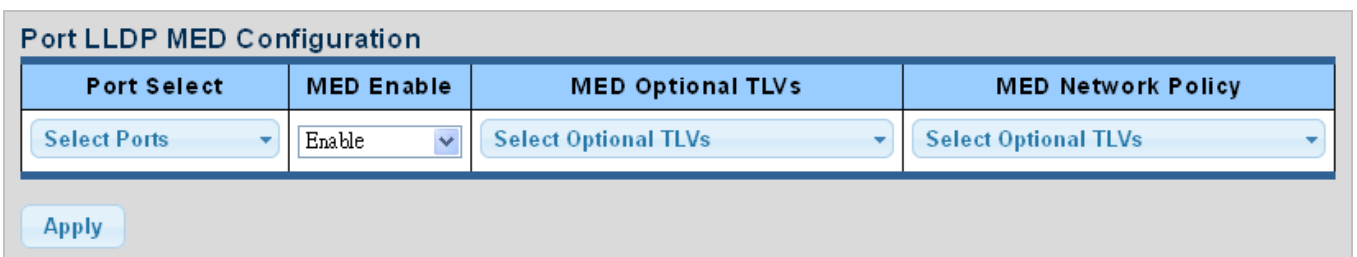 Port LLDP MED Configuration
Port Select MED Enable MED Optional TLVs MED Network Policy
Select Ports Enable Select Optional TLVs Select Optional TLVs
Apply